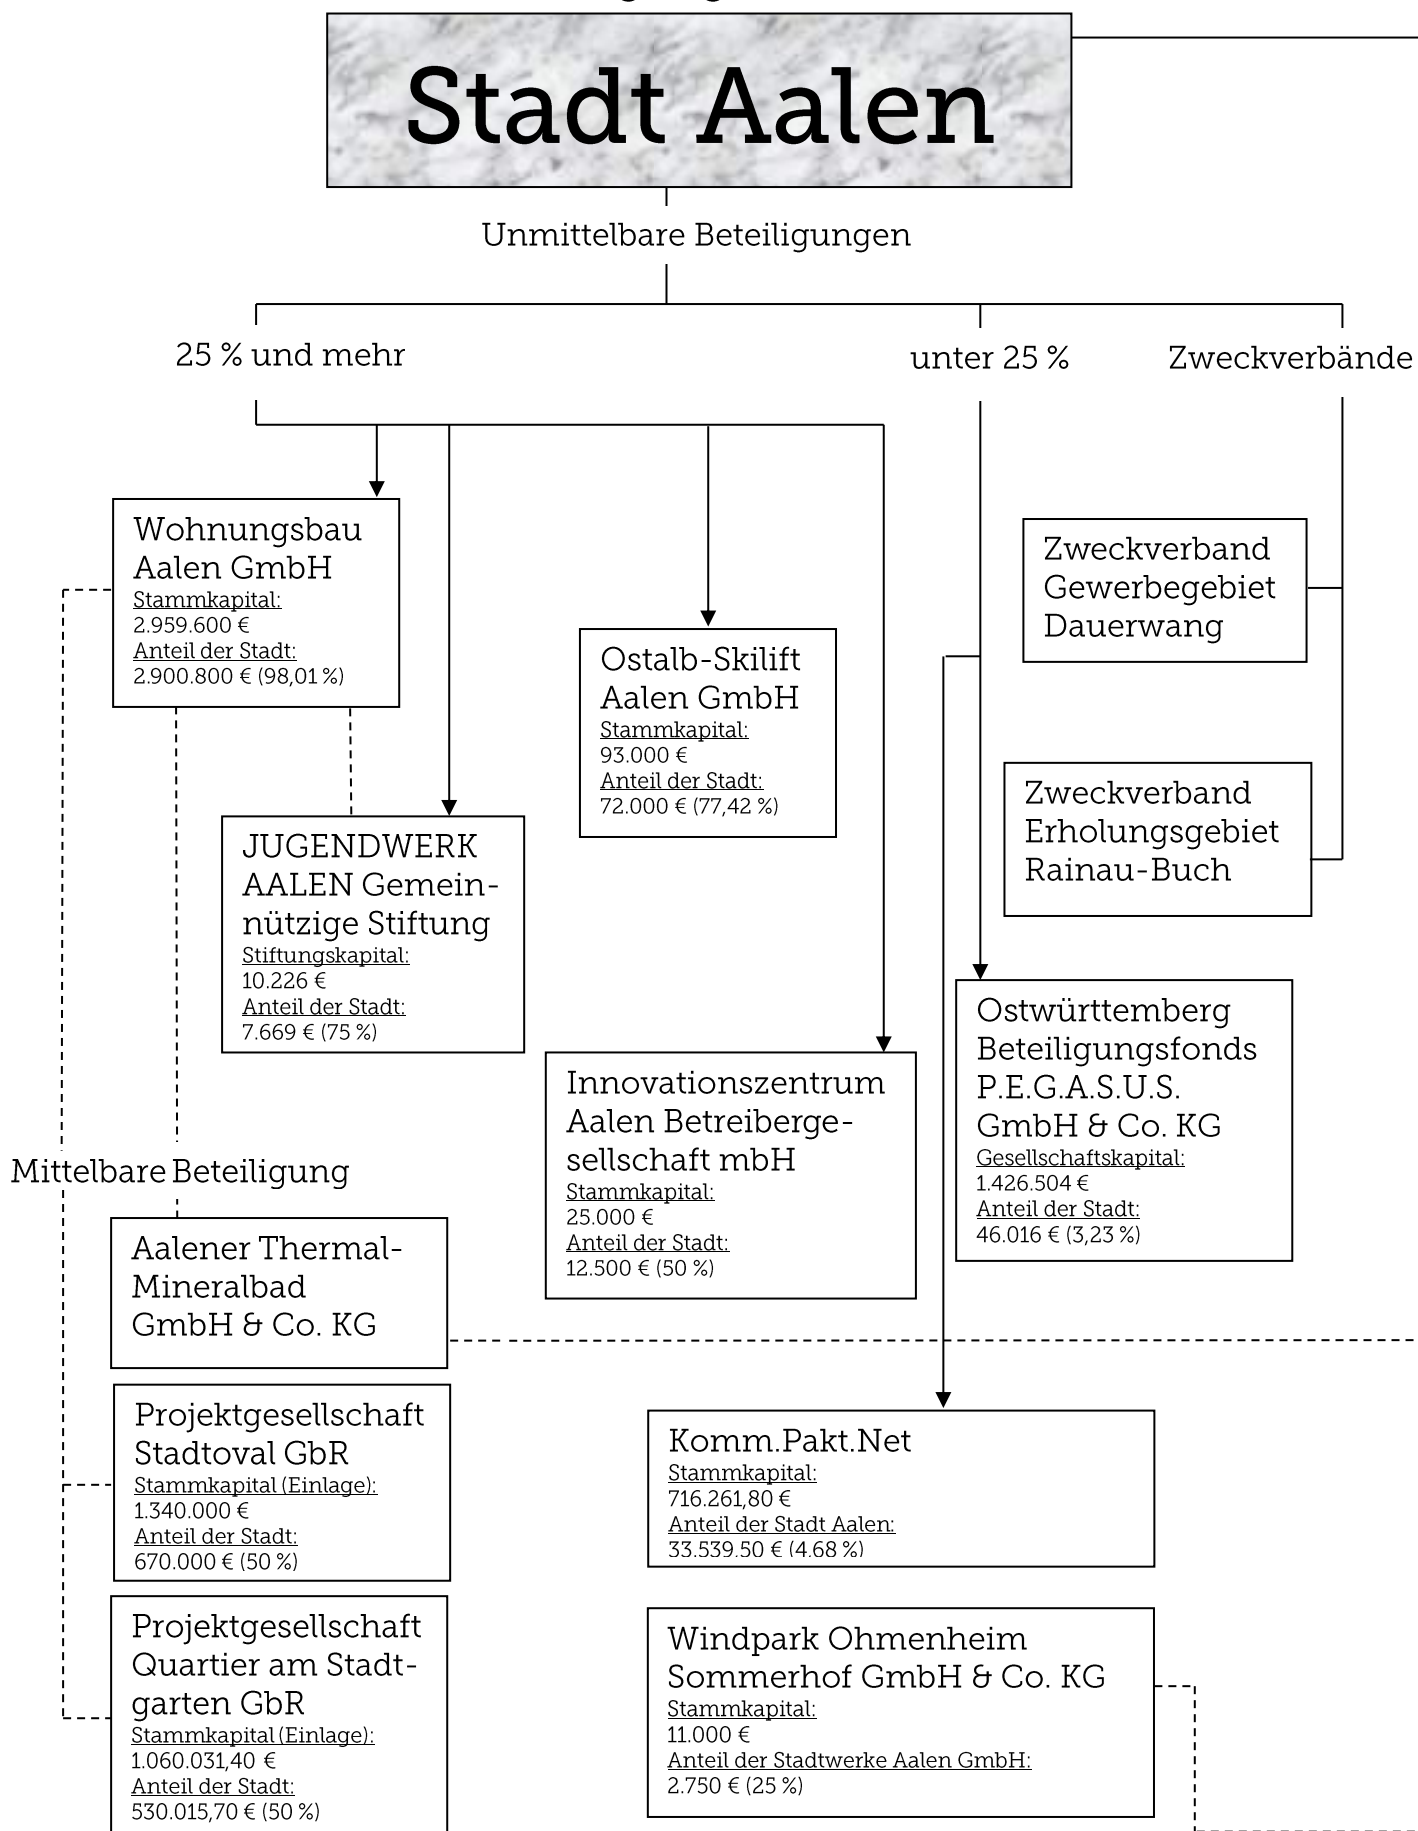 Stadt Aalen
Unmittelbare Beteiligungen
25 % und mehr
unter 25 %
Zweckverbände
Wohnungsbau
Aalen GmbH
Stammkapital:
2.959.600 €
Anteil der Stadt:
2.900.800 € (98,01 %)
Zweckverband
Gewerbegebiet
Dauerwang
Ostalb-Skilift
Aalen GmbH
Stammkapital:
93.000 €
Anteil der Stadt:
72.000 € (77,42 %)
Zweckverband
Erholungsgebiet
Rainau-Buch
JUGENDWERK
AALEN Gemein-
nützige Stiftung
Stiftungskapital:
10.226 €
Anteil der Stadt:
7.669 € (75 %)
Ostwürttemberg
Beteiligungsfonds
P.E.G.A.S.U.S.
GmbH & Co. KG
Gesellschaftskapital:
1.426.504 €
Anteil der Stadt:
46.016 € (3,23 %)
Innovationszentrum
Aalen Betreiberge-
sellschaft mbH
Stammkapital:
25.000 €
Anteil der Stadt:
12.500 € (50 %)
Mittelbare Beteiligung
Aalener Thermal-
Mineralbad
GmbH & Co. KG
Projektgesellschaft
Stadtoval GbR
Stammkapital (Einlage):
1.340.000 €
Anteil der Stadt:
670.000 € (50 %)
Komm.Pakt.Net
Stammkapital:
716.261,80 €
Anteil der Stadt Aalen:
33.539,50 € (4,68 %)
Projektgesellschaft
Quartier am Stadt-
garten GbR
Stammkapital (Einlage):
1.060.031,40 €
Anteil der Stadt:
530.015,70 € (50 %)
Windpark Ohmenheim
Sommerhof GmbH & Co. KG
Stammkapital:
11.000 €
Anteil der Stadtwerke Aalen GmbH:
2.750 € (25 %)